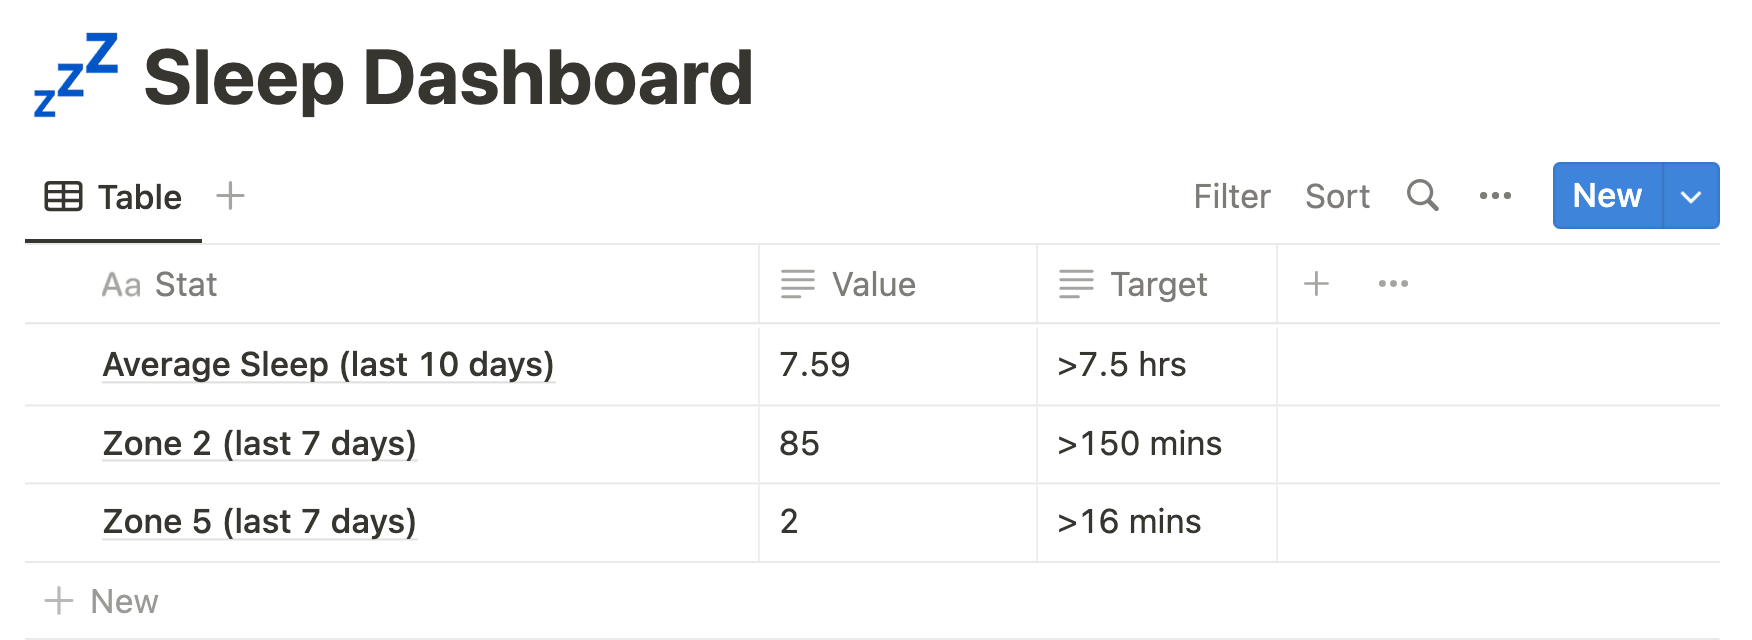 💤 Sleep Dashboard
Table
Filter Sort ••• New
Aa Stat Value Target •••
Average Sleep (last 10 days) 7.59 >7.5 hrs
Zone 2 (last 7 days) 85 >150 mins
Zone 5 (last 7 days) 2 >16 mins
+ New